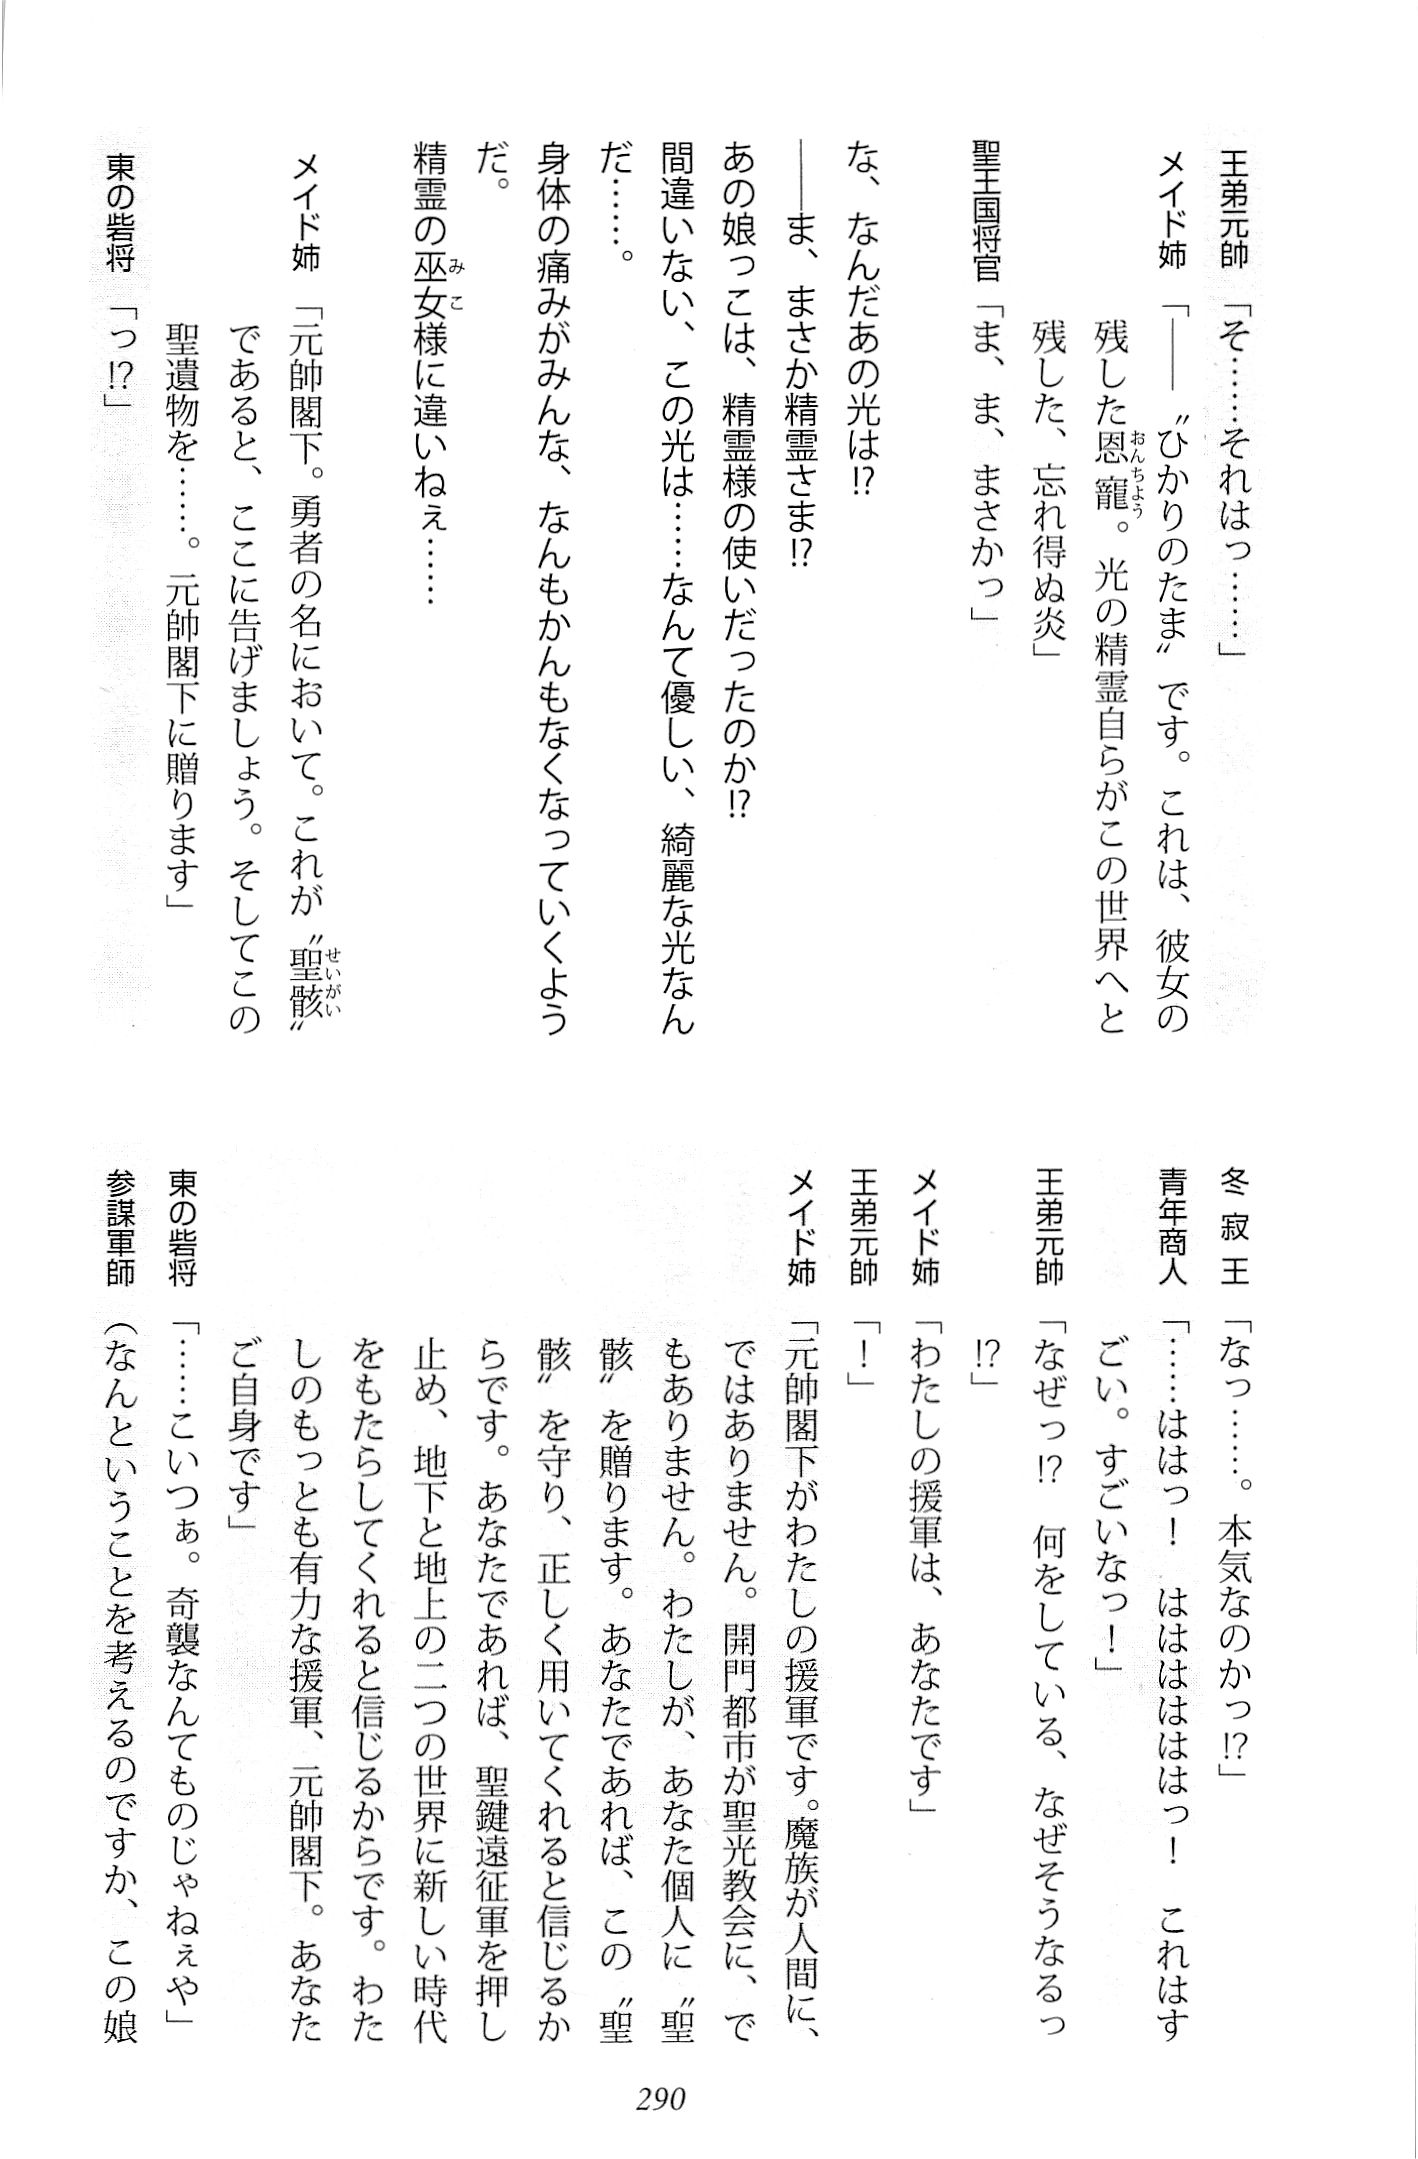 王弟元帥「そ……それはっ……」
メイド姉「――〝ひかりのたま〟です。これは、彼女の
残した恩寵。光の精霊自らがこの世界へと
残した、忘れ得ぬ炎」
聖王国将官「ま、ま、まさかっ」
な、なんだあの光は!?
――ま、まさか精霊さま!?
あの娘っこは、精霊様の使いだったのか!?
間違いない、この光は……なんて優しい、綺麗な光なん
だ……。
身体の痛みがみんな、なんもかんもなくなっていくよう
だ。
精霊の巫女様に違いねぇ……
メイド姉「元帥閣下。勇者の名において。これが〝聖骸〟
であると、ここに告げましょう。そしてこの
聖遺物を……。元帥閣下に贈ります」
東の砦将「っ!?」
冬寂王「なっ……。本気なのかっ!?」
青年商人「……ははっ！　ははははははっ！　これはす
ごい。すごいなっ！」
王弟元帥「なぜっ!?　何をしている、なぜそうなるっ
!?」
メイド姉「わたしの援軍は、あなたです」
王弟元帥「！」
メイド姉「元帥閣下がわたしの援軍です。魔族が人間に、
ではありません。開門都市が聖光教会に、で
もありません。わたしが、あなた個人に〝聖
骸〟を贈ります。あなたであれば、この〝聖
骸〟を守り、正しく用いてくれると信じるか
らです。あなたであれば、聖鍵遠征軍を押し
止め、地下と地上の二つの世界に新しい時代
をもたらしてくれると信じるからです。わた
しのもっとも有力な援軍、元帥閣下。あなた
ご自身です」
東の砦将「……こいつぁ。奇襲なんてものじゃねぇや」
参謀軍師（なんということを考えるのですか、この娘
290